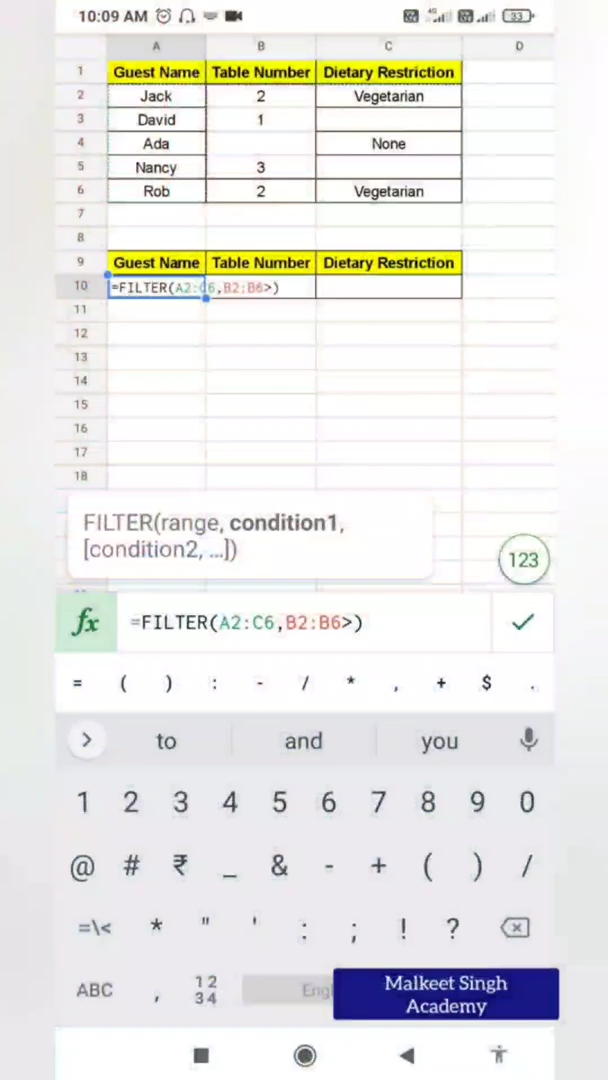 10:09 AM 4G 33
A B C D
1 Guest Name Table Number Dietary Restriction
2 Jack 2 Vegetarian
3 David 1
4 Ada None
5 Nancy 3
6 Rob 2 Vegetarian
7
8
9 Guest Name Table Number Dietary Restriction
10 =FILTER(A2:C6,B2:B6>)
11
12
13
14
15
16
17
18
FILTER(range, condition1,
[condition2, ...])
123
fx =FILTER(A2:C6,B2:B6>)
= ( ) : - / * , + $ .
> to and you
1 2 3 4 5 6 7 8 9 0
@ # ₹ _ & - + ( ) /
=\< * " ' : ; ! ?
ABC , 12
34
Malkeet Singh
Academy